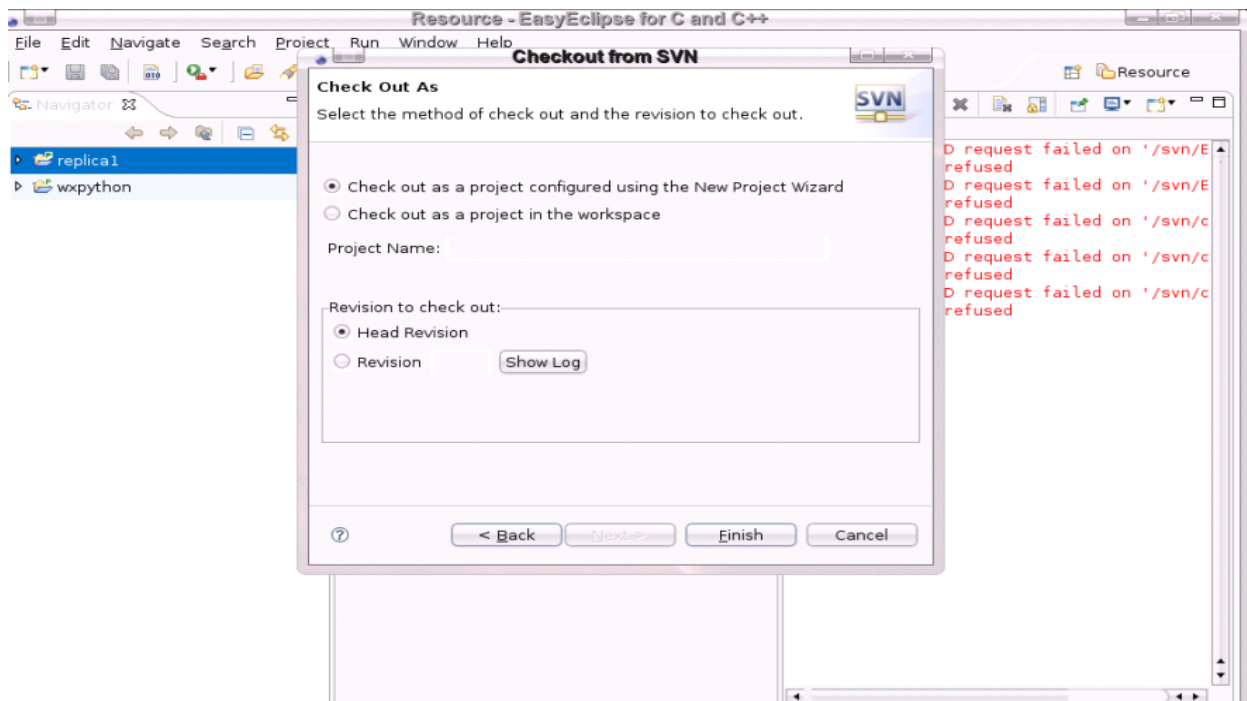 Resource - EasyEclipse for C and C++
File Edit Navigate Search Project Run Window Help
Resource
Navigator
replica1
wxpython
Checkout from SVN
Check Out As
SVN
Select the method of check out and the revision to check out.
Check out as a project configured using the New Project Wizard
Check out as a project in the workspace
Project Name:
Revision to check out:
Head Revision
Revision Show Log
? < Back Next > Finish Cancel
D request failed on '/svn/E
refused
D request failed on '/svn/E
refused
D request failed on '/svn/c
refused
D request failed on '/svn/c
refused
D request failed on '/svn/c
refused